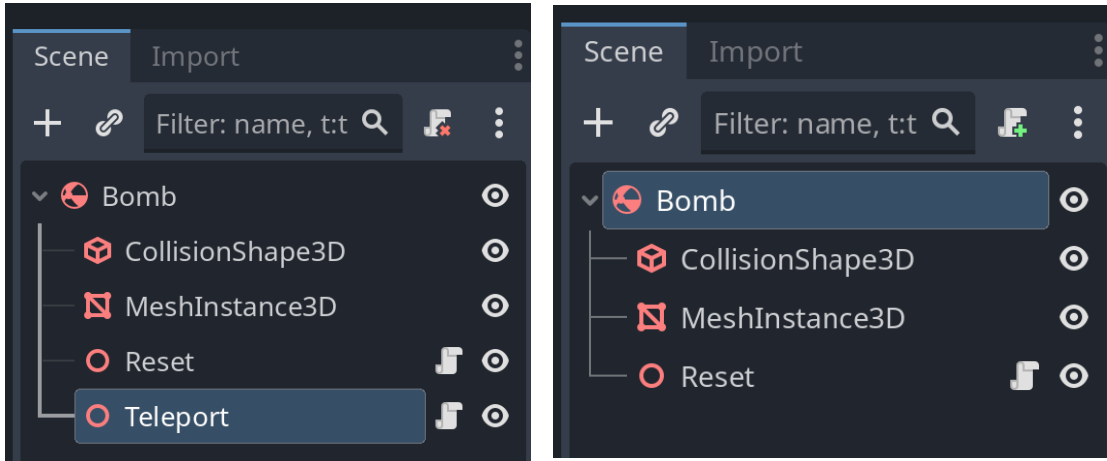 Scene Import
Filter: name, t:t
Bomb
CollisionShape3D
MeshInstance3D
Reset
Teleport
Scene Import
Filter: name, t:t
Bomb
CollisionShape3D
MeshInstance3D
Reset